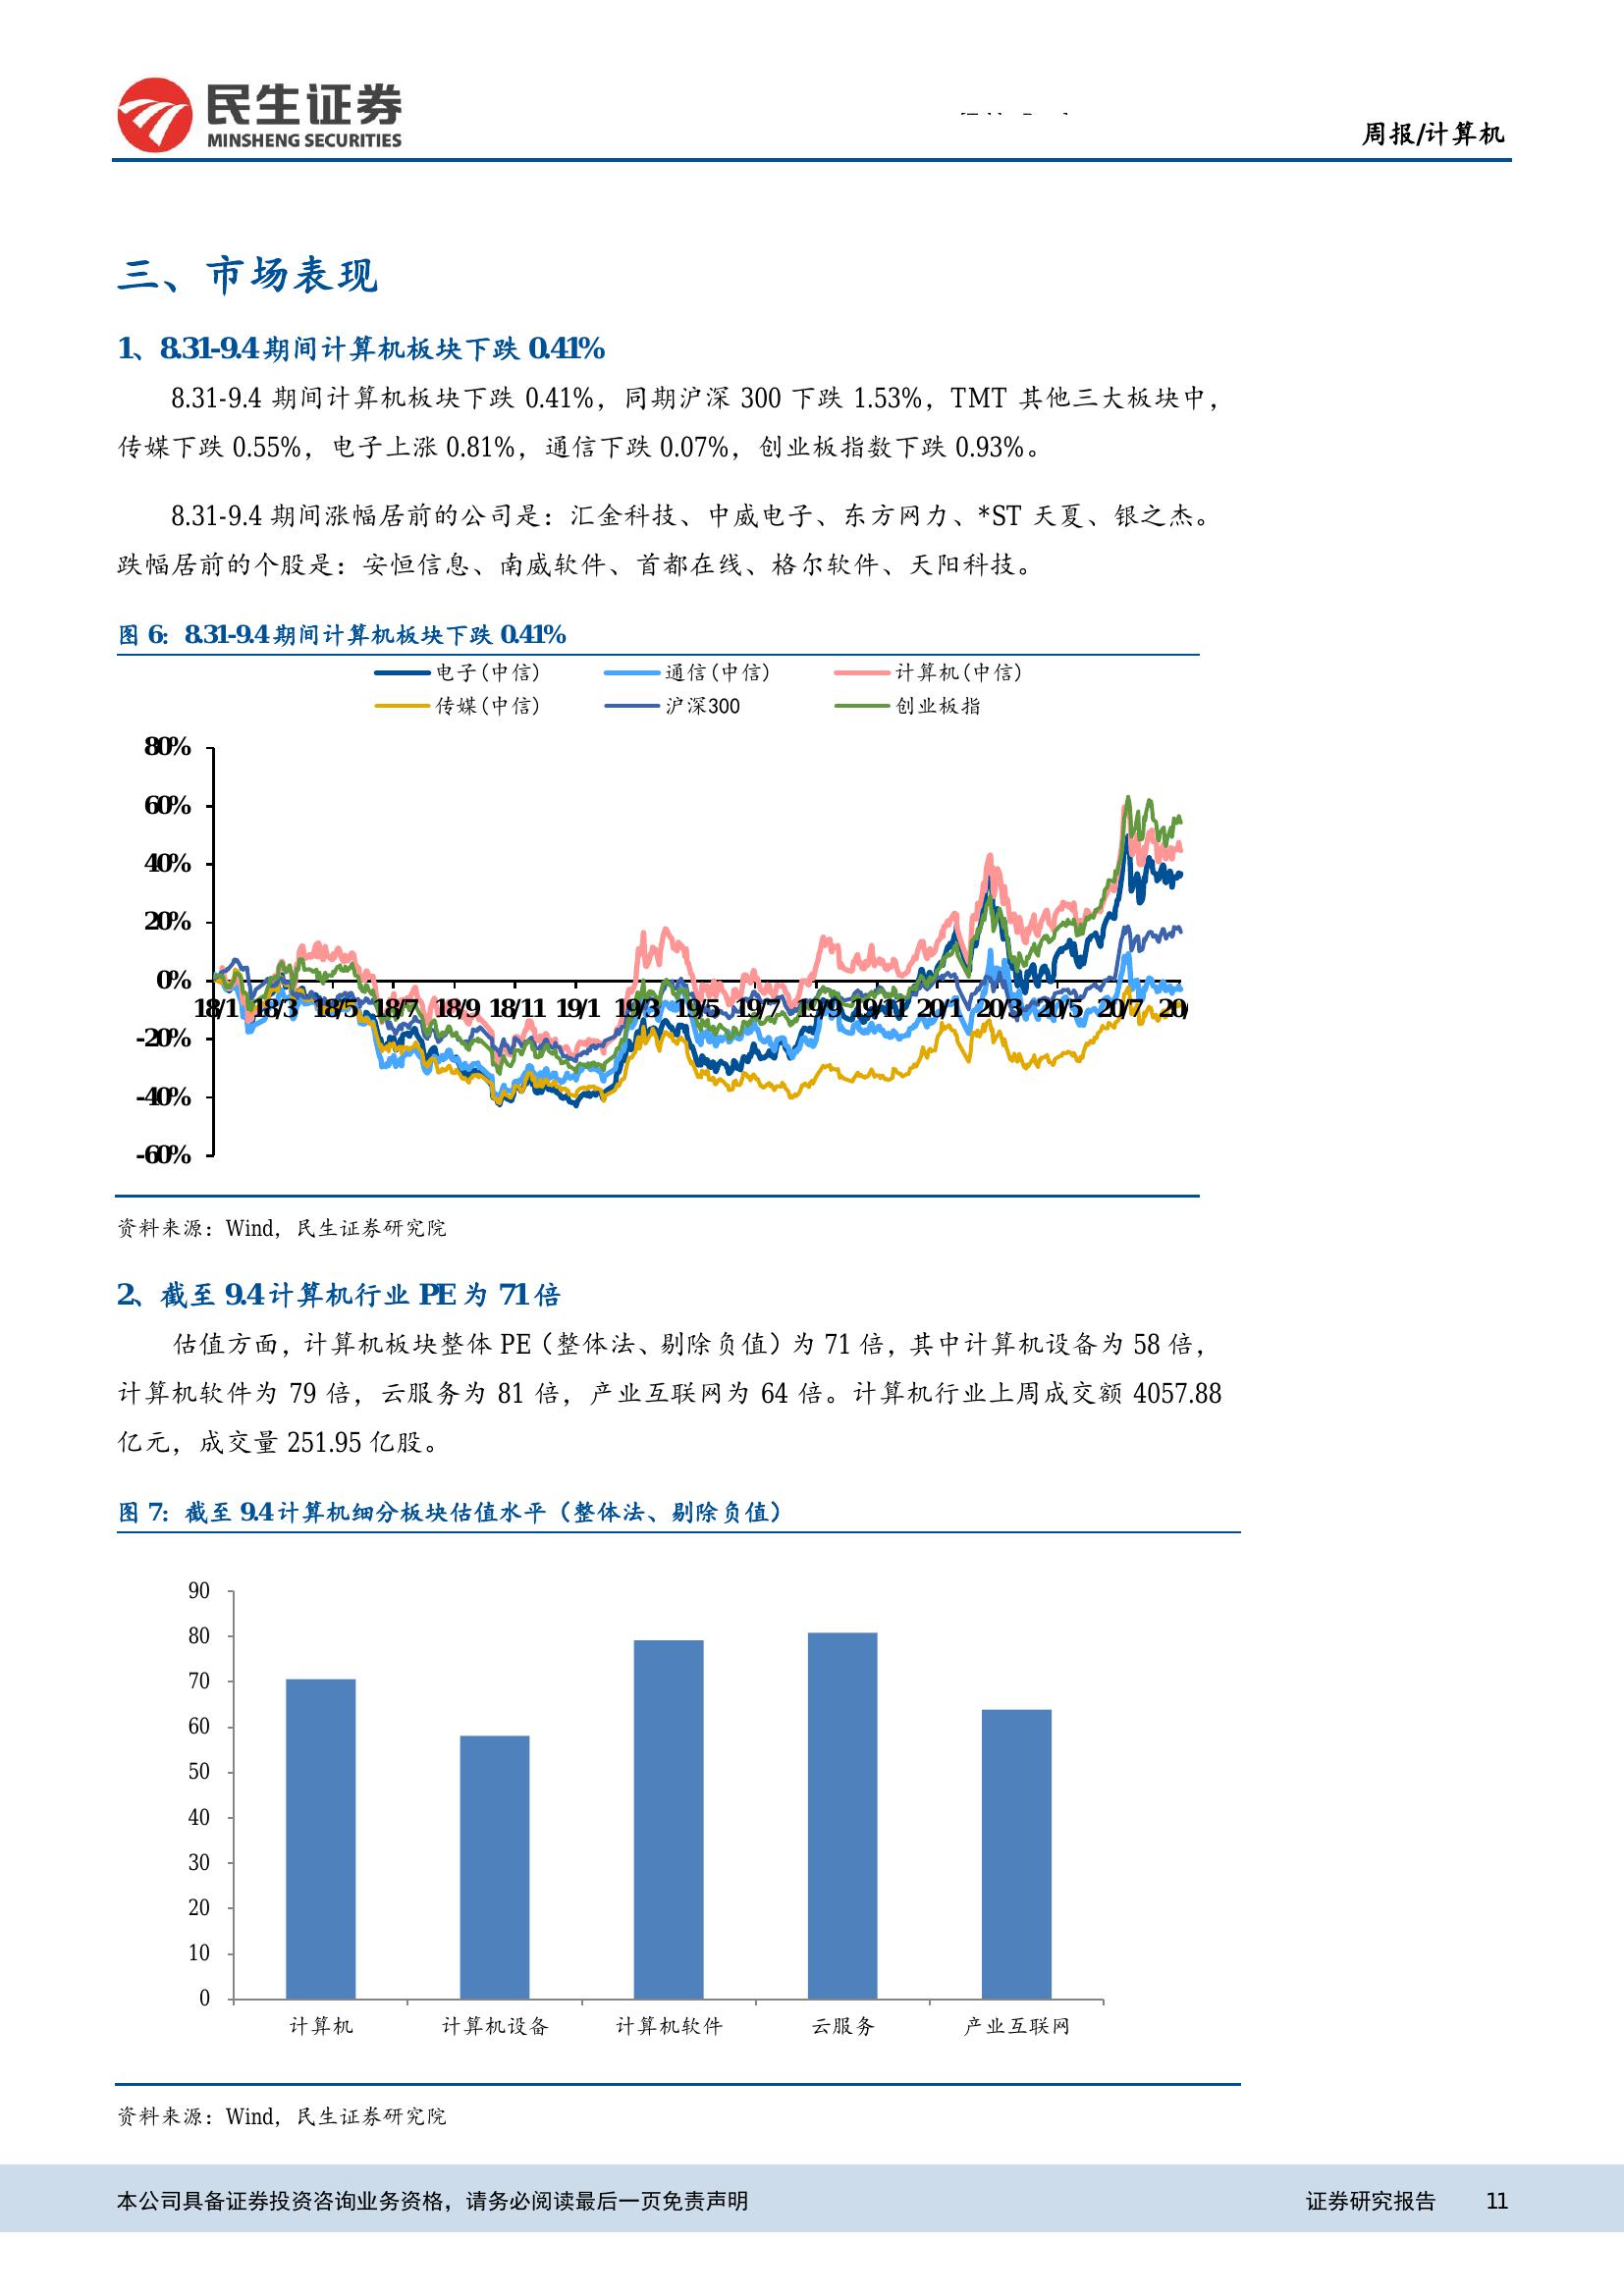 民生证券
MINSHENG SECURITIES
周报/计算机
三、市场表现
1、8.31-9.4期间计算机板块下跌 0.41%
8.31-9.4 期间计算机板块下跌 0.41%，同期沪深 300 下跌 1.53%，TMT 其他三大板块中，
传媒下跌 0.55%，电子上涨 0.81%，通信下跌 0.07%，创业板指数下跌 0.93%。
8.31-9.4 期间涨幅居前的公司是：汇金科技、中威电子、东方网力、*ST 天夏、银之杰。
跌幅居前的个股是：安恒信息、南威软件、首都在线、格尔软件、天阳科技。
图 6：8.31-9.4期间计算机板块下跌 0.41%
电子(中信) 通信(中信) 计算机(中信)
传媒(中信) 沪深300 创业板指
80%
60%
40%
20%
0%
18/1 18/3 18/5 18/7 18/9 18/11 19/1 19/3 19/5 19/7 19/9 19/11 20/1 20/3 20/5 20/7 20/
-20%
-40%
-60%
资料来源：Wind，民生证券研究院
2、截至 9.4计算机行业 PE 为 71倍
估值方面，计算机板块整体 PE（整体法、剔除负值）为 71 倍，其中计算机设备为 58 倍，
计算机软件为 79 倍，云服务为 81 倍，产业互联网为 64 倍。计算机行业上周成交额 4057.88
亿元，成交量 251.95 亿股。
图 7：截至 9.4计算机细分板块估值水平（整体法、剔除负值）
90
80
70
60
50
40
30
20
10
0
计算机 计算机设备 计算机软件 云服务 产业互联网
资料来源：Wind，民生证券研究院
本公司具备证券投资咨询业务资格，请务必阅读最后一页免责声明 证券研究报告 11